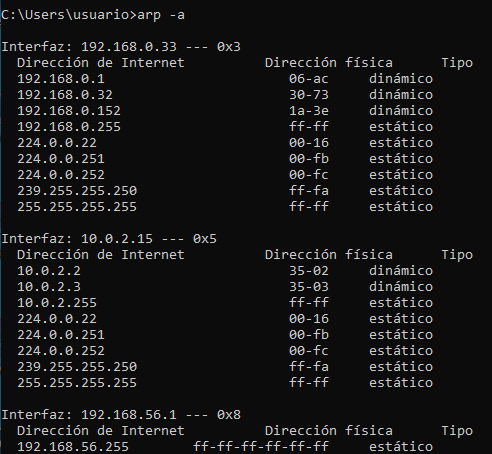 C:\Users\usuario>arp -a
Interfaz: 192.168.0.33 --- 0x3
Dirección de Internet Dirección física Tipo
192.168.0.1 06-ac dinámico
192.168.0.32 30-73 dinámico
192.168.0.152 1a-3e dinámico
192.168.0.255 ff-ff estático
224.0.0.22 00-16 estático
224.0.0.251 00-fb estático
224.0.0.252 00-fc estático
239.255.255.250 ff-fa estático
255.255.255.255 ff-ff estático
Interfaz: 10.0.2.15 --- 0x5
Dirección de Internet Dirección física Tipo
10.0.2.2 35-02 dinámico
10.0.2.3 35-03 dinámico
10.0.2.255 ff-ff estático
224.0.0.22 00-16 estático
224.0.0.251 00-fb estático
224.0.0.252 00-fc estático
239.255.255.250 ff-fa estático
255.255.255.255 ff-ff estático
Interfaz: 192.168.56.1 --- 0x8
Dirección de Internet Dirección física Tipo
192.168.56.255 ff-ff-ff-ff-ff-ff estático